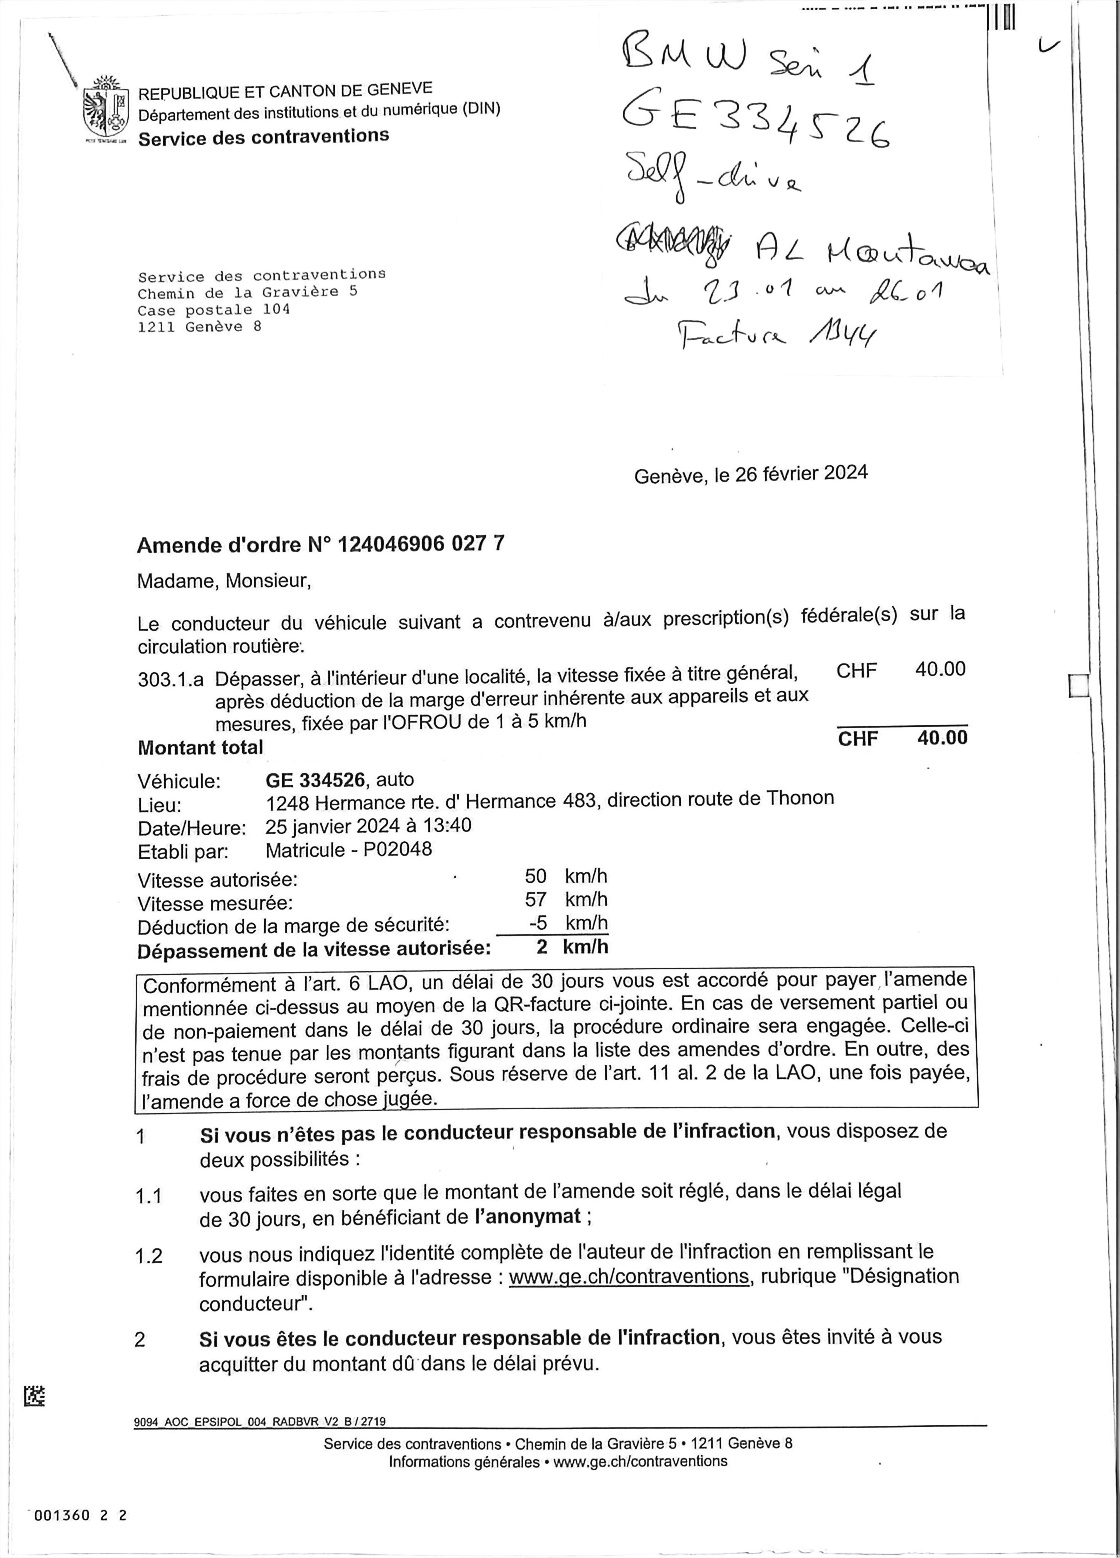 REPUBLIQUE ET CANTON DE GENEVE
Département des institutions et du numérique (DIN)
Service des contraventions
BMW Seri 1
GE334526
Self-drive
AL Moutawaa
du 23.01 au 26.01
Facture 1344
Service des contraventions
Chemin de la Gravière 5
Case postale 104
1211 Genève 8
Genève, le 26 février 2024
Amende d'ordre N° 124046906 027 7
Madame, Monsieur,
Le conducteur du véhicule suivant a contrevenu à/aux prescription(s) fédérale(s) sur la
circulation routière:
303.1.a Dépasser, à l'intérieur d'une localité, la vitesse fixée à titre général, CHF 40.00
après déduction de la marge d'erreur inhérente aux appareils et aux
mesures, fixée par l'OFROU de 1 à 5 km/h
Montant total CHF 40.00
Véhicule: GE 334526, auto
Lieu: 1248 Hermance rte. d' Hermance 483, direction route de Thonon
Date/Heure: 25 janvier 2024 à 13:40
Etabli par: Matricule - P02048
Vitesse autorisée: 50 km/h
Vitesse mesurée: 57 km/h
Déduction de la marge de sécurité: -5 km/h
Dépassement de la vitesse autorisée: 2 km/h
Conformément à l'art. 6 LAO, un délai de 30 jours vous est accordé pour payer l'amende
mentionnée ci-dessus au moyen de la QR-facture ci-jointe. En cas de versement partiel ou
de non-paiement dans le délai de 30 jours, la procédure ordinaire sera engagée. Celle-ci
n'est pas tenue par les montants figurant dans la liste des amendes d'ordre. En outre, des
frais de procédure seront perçus. Sous réserve de l'art. 11 al. 2 de la LAO, une fois payée,
l'amende a force de chose jugée.
1 Si vous n'êtes pas le conducteur responsable de l'infraction, vous disposez de
deux possibilités :
1.1 vous faites en sorte que le montant de l'amende soit réglé, dans le délai légal
de 30 jours, en bénéficiant de l'anonymat ;
1.2 vous nous indiquez l'identité complète de l'auteur de l'infraction en remplissant le
formulaire disponible à l'adresse : www.ge.ch/contraventions, rubrique "Désignation
conducteur".
2 Si vous êtes le conducteur responsable de l'infraction, vous êtes invité à vous
acquitter du montant dû dans le délai prévu.
9094_AOC_EPSIPOL_004_RADBVR_V2_B / 2719
Service des contraventions • Chemin de la Gravière 5 • 1211 Genève 8
Informations générales • www.ge.ch/contraventions
001360 2 2